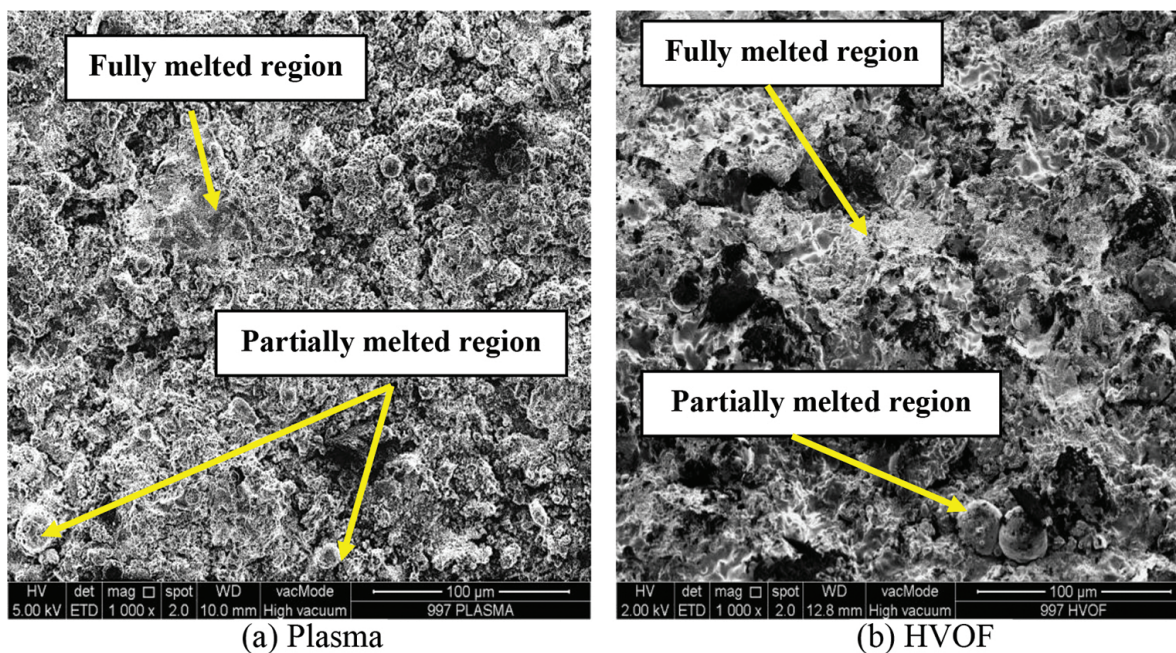 Fully melted region
Partially melted region
HV det mag □ spot WD vacMode 100 µm
5.00 kV ETD 1 000 x 2.0 10.0 mm High vacuum 997 PLASMA
(a) Plasma
Fully melted region
Partially melted region
HV det mag □ spot WD vacMode 100 µm
2.00 kV ETD 1 000 x 2.0 12.8 mm High vacuum 997 HVOF
(b) HVOF